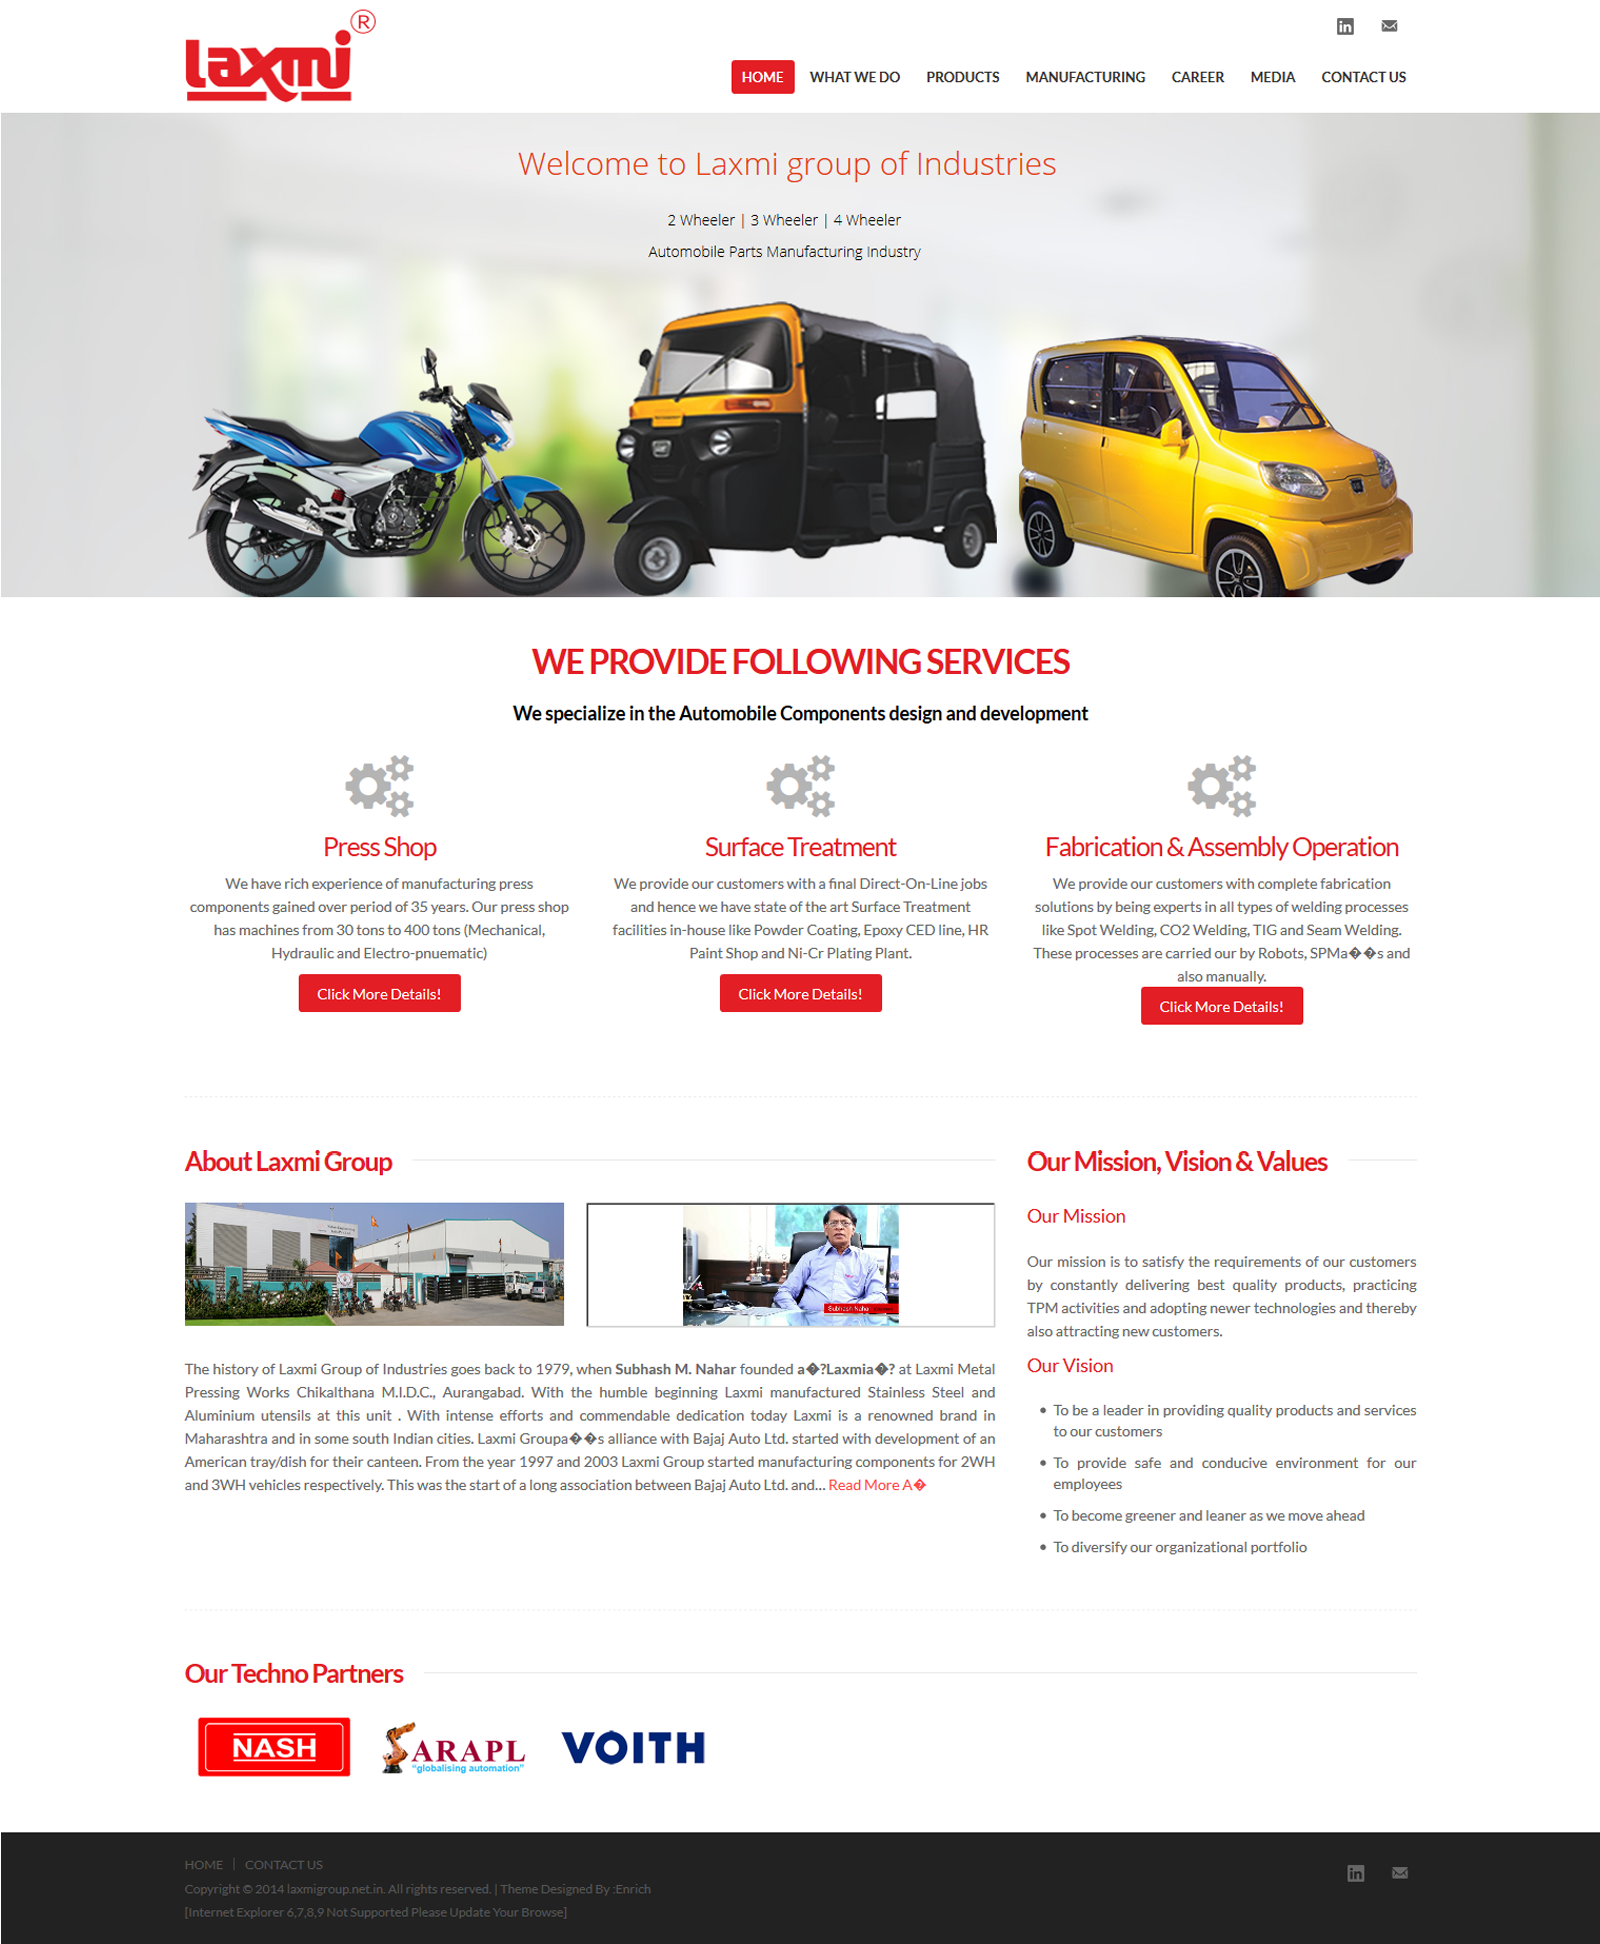 Laxmi ®
HOME WHAT WE DO PRODUCTS MANUFACTURING CAREER MEDIA CONTACT US
Welcome to Laxmi group of Industries
2 Wheeler | 3 Wheeler | 4 Wheeler
Automobile Parts Manufacturing Industry
WE PROVIDE FOLLOWING SERVICES
We specialize in the Automobile Components design and development
Press Shop
We have rich experience of manufacturing press
components gained over period of 35 years. Our press shop
has machines from 30 tons to 400 tons (Mechanical,
Hydraulic and Electro-pnuematic)
Click More Details!
Surface Treatment
We provide our customers with a final Direct-On-Line jobs
and hence we have state of the art Surface Treatment
facilities in-house like Powder Coating, Epoxy CED line, HR
Paint Shop and Ni-Cr Plating Plant.
Click More Details!
Fabrication & Assembly Operation
We provide our customers with complete fabrication
solutions by being experts in all types of welding processes
like Spot Welding, CO2 Welding, TIG and Seam Welding.
These processes are carried our by Robots, SPMa��s and
also manually.
Click More Details!
About Laxmi Group
Subhash Nahar
The history of Laxmi Group of Industries goes back to 1979, when Subhash M. Nahar founded a�?Laxmia�? at Laxmi Metal
Pressing Works Chikalthana M.I.D.C., Aurangabad. With the humble beginning Laxmi manufactured Stainless Steel and
Aluminium utensils at this unit . With intense efforts and commendable dedication today Laxmi is a renowned brand in
Maharashtra and in some south Indian cities. Laxmi Groupa��s alliance with Bajaj Auto Ltd. started with development of an
American tray/dish for their canteen. From the year 1997 and 2003 Laxmi Group started manufacturing components for 2WH
and 3WH vehicles respectively. This was the start of a long association between Bajaj Auto Ltd. and... Read More A�
Our Mission, Vision & Values
Our Mission
Our mission is to satisfy the requirements of our customers
by constantly delivering best quality products, practicing
TPM activities and adopting newer technologies and thereby
also attracting new customers.
Our Vision
• To be a leader in providing quality products and services
to our customers
• To provide safe and conducive environment for our
employees
• To become greener and leaner as we move ahead
• To diversify our organizational portfolio
Our Techno Partners
NASH
ARAPL
"globalising automation"
VOITH
HOME | CONTACT US
Copyright © 2014 laxmigroup.net.in. All rights reserved. | Theme Designed By :Enrich
[Internet Explorer 6,7,8,9 Not Supported Please Update Your Browse]